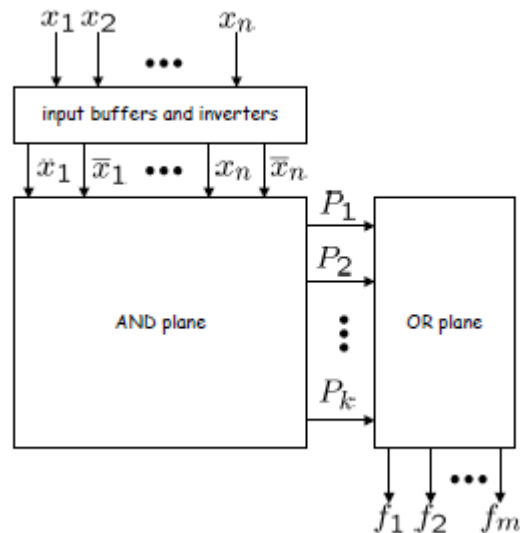 x₁ x₂ ••• xₙ
input buffers and inverters
x₁ x̅₁ ••• xₙ x̅ₙ
P₁
P₂
AND plane
OR plane
Pₖ
f₁ f₂ ••• fₘ